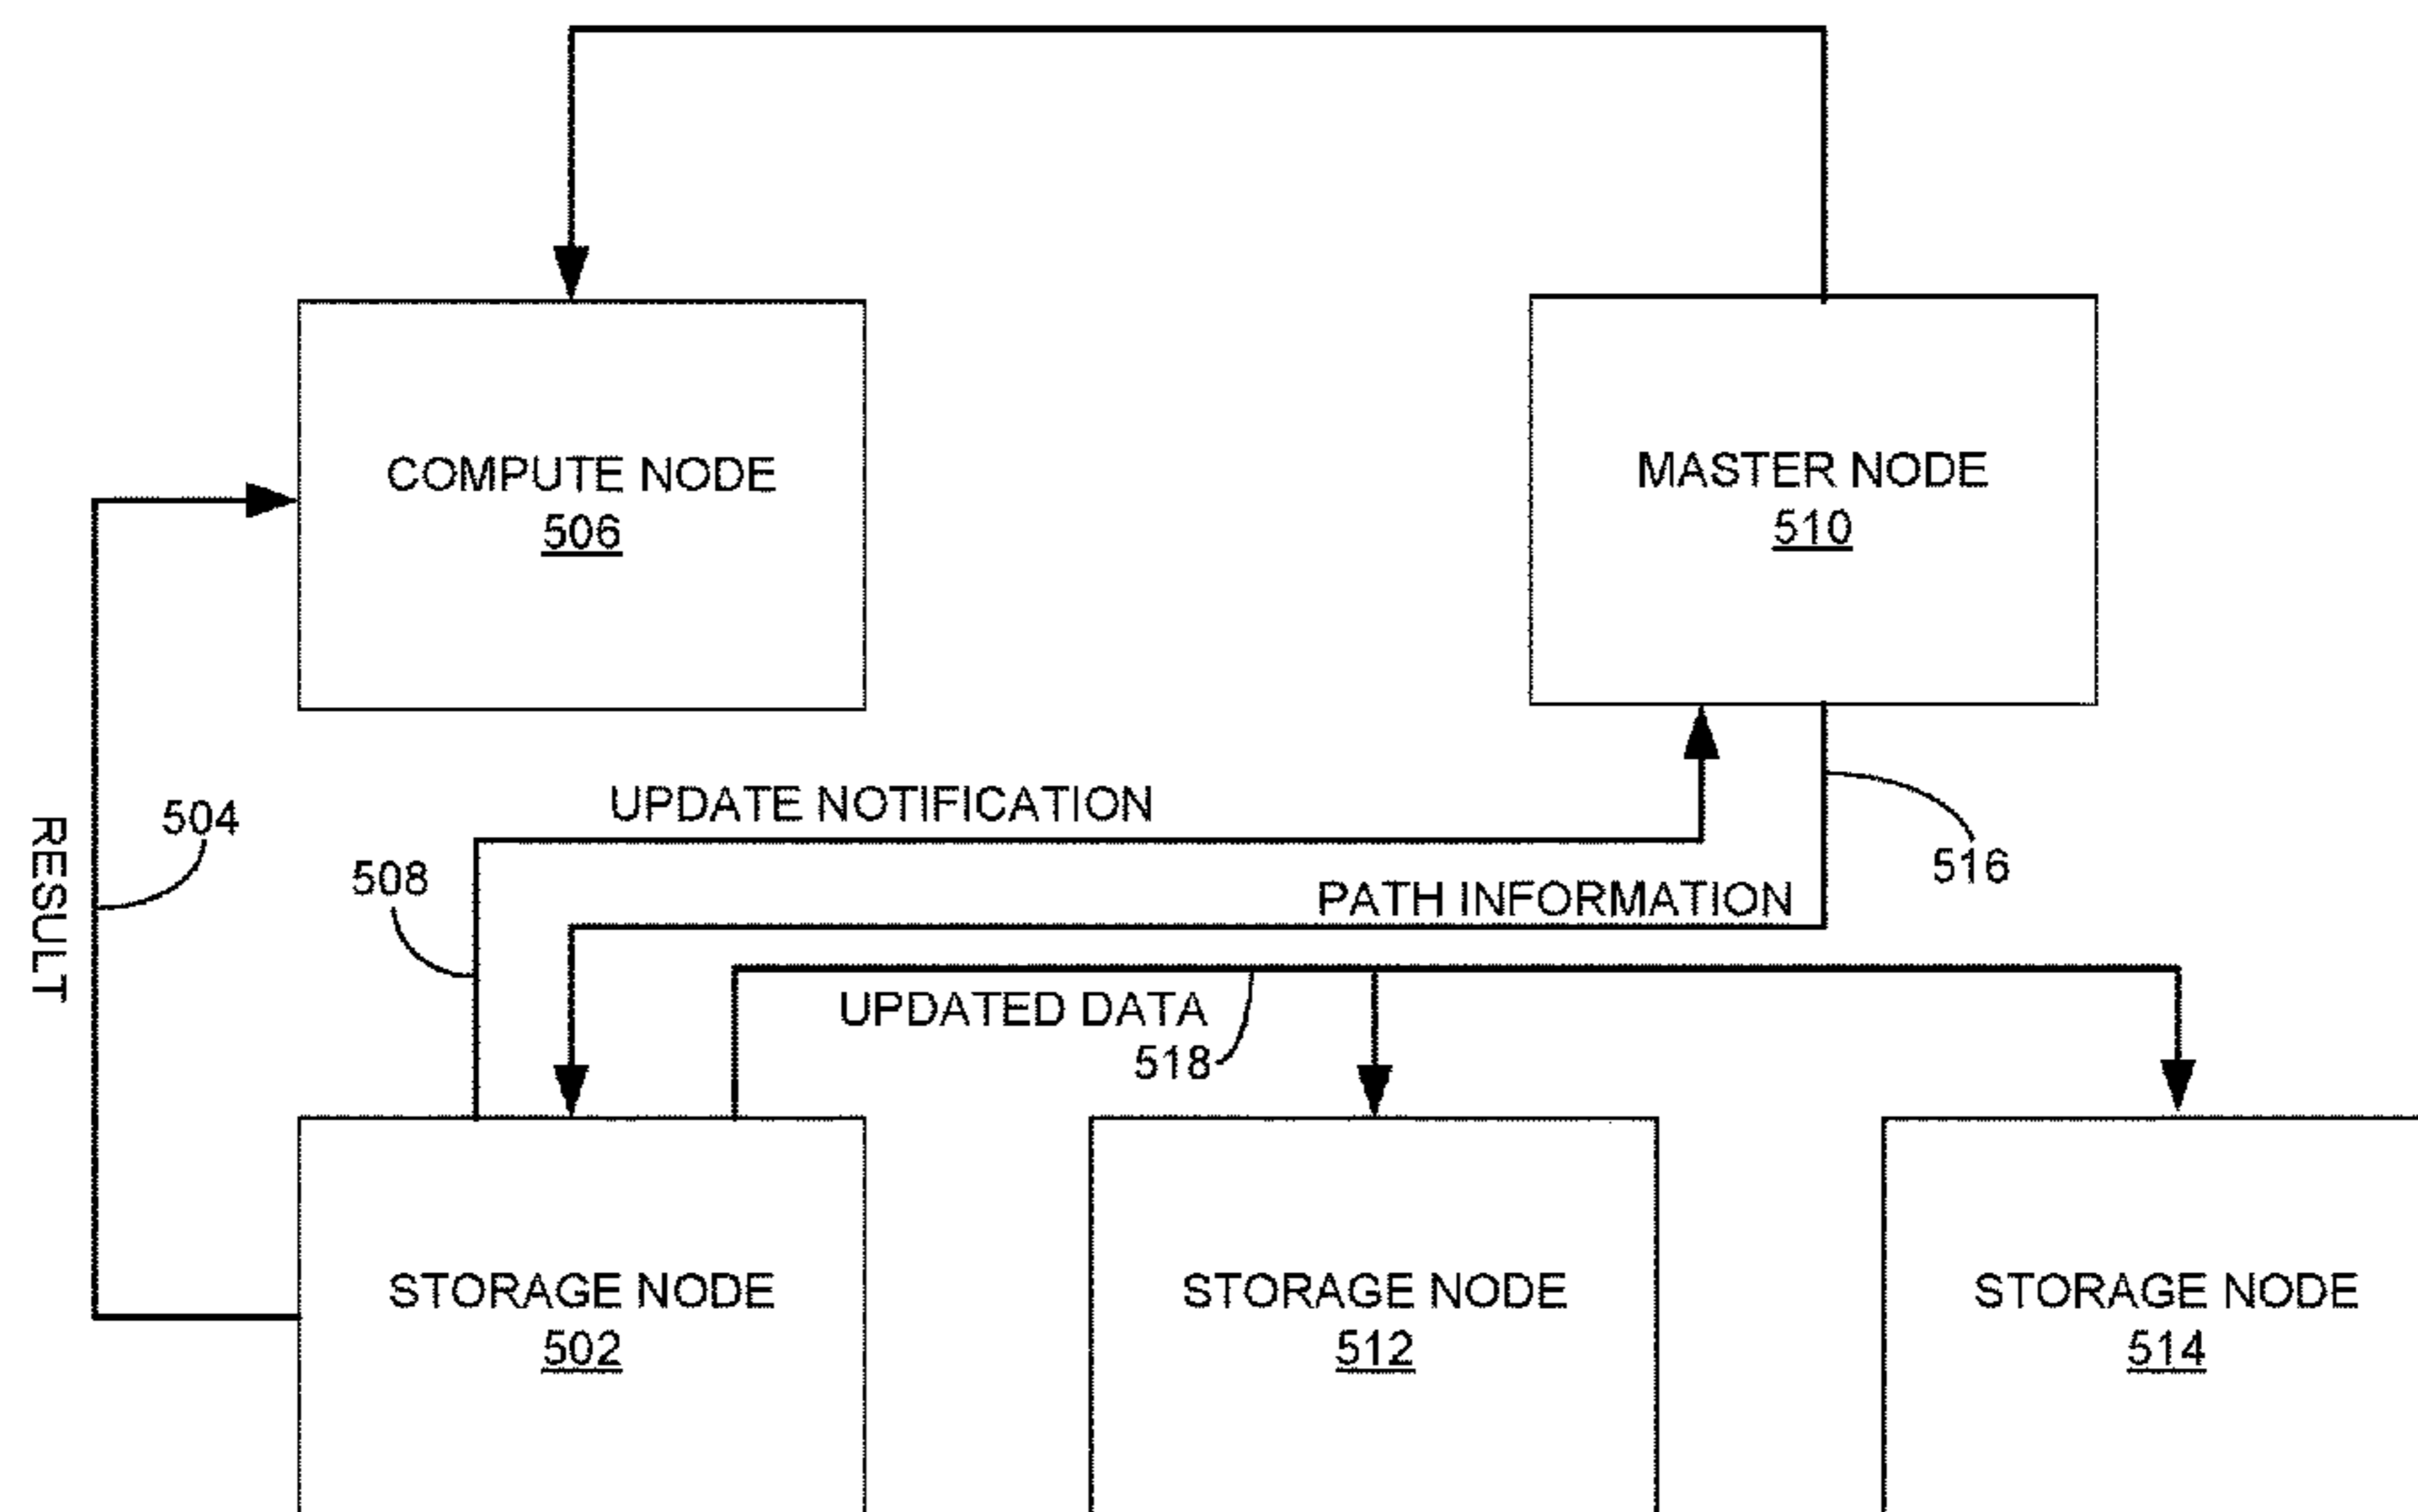 COMPUTE NODE
506
MASTER NODE
510
RESULT
504
UPDATE NOTIFICATION
508
516
PATH INFORMATION
UPDATED DATA
518
STORAGE NODE
502
STORAGE NODE
512
STORAGE NODE
514